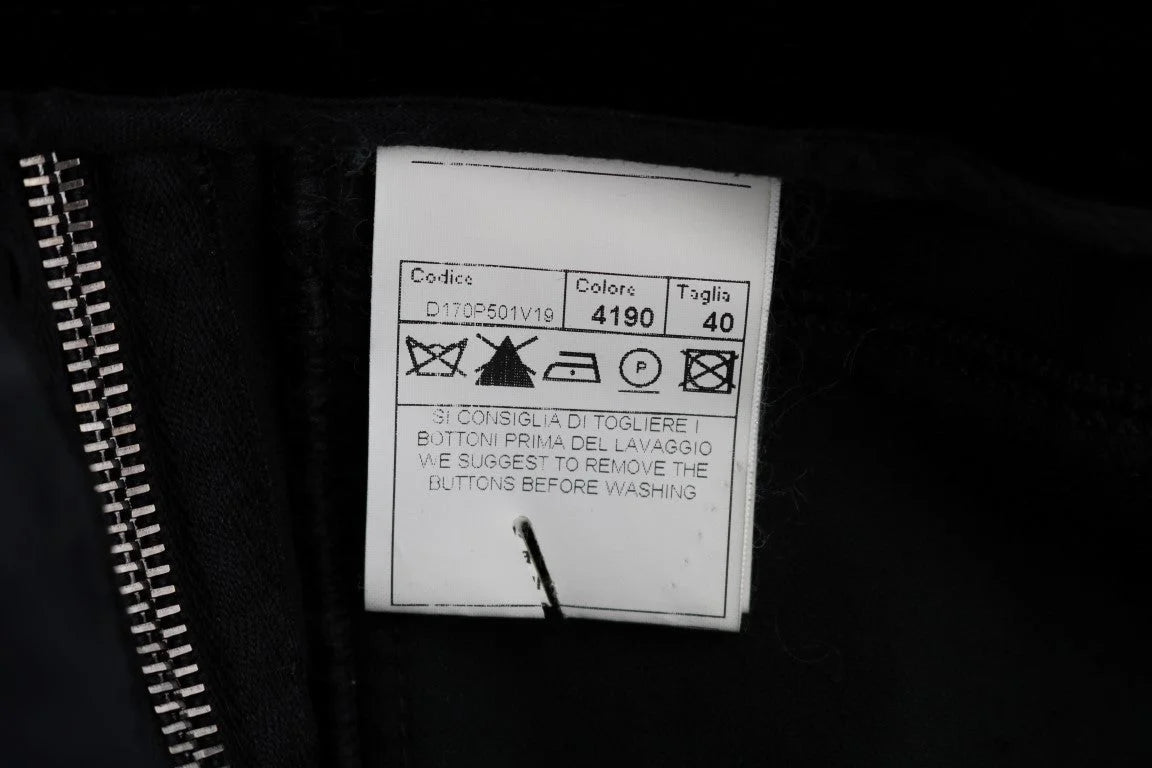 Codice Colore Taglia
D170P501V19 4190 40
P
SI CONSIGLIA DI TOGLIERE I
BOTTONI PRIMA DEL LAVAGGIO
WE SUGGEST TO REMOVE THE
BUTTONS BEFORE WASHING